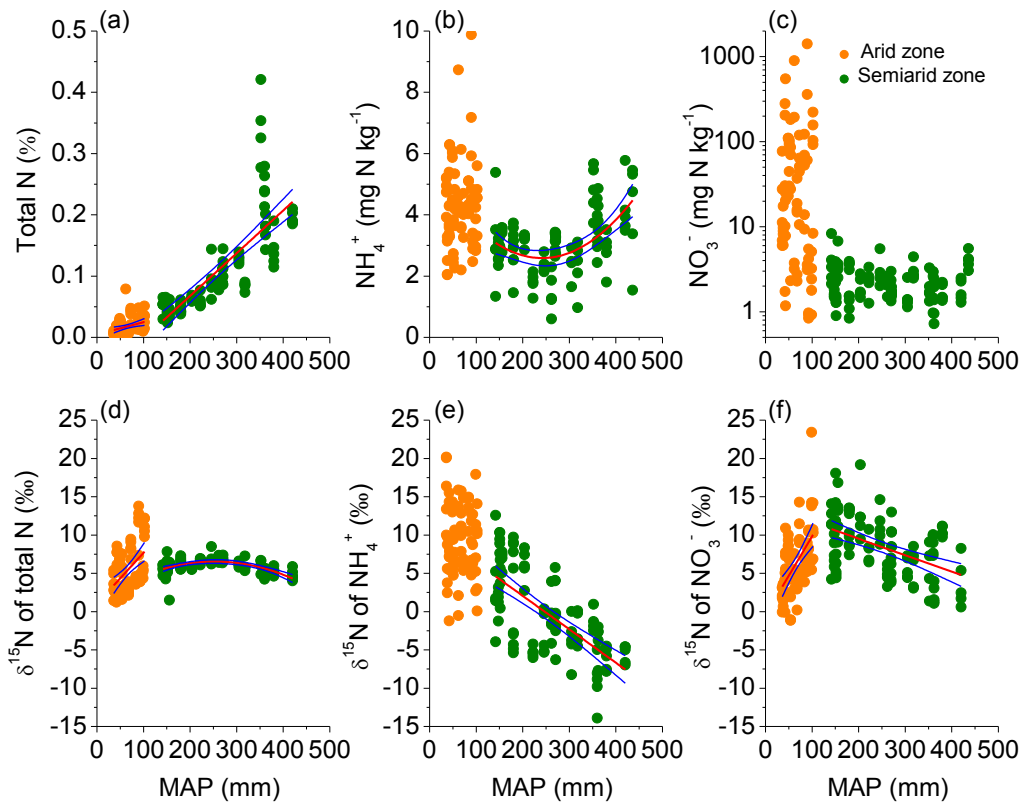 (a)
(b)
(c)
Total N (%)
0.5
0.4
0.3
0.2
0.1
0.0
0 100 200 300 400 500
NH₄⁺ (mg N kg⁻¹)
10
8
6
4
2
0
0 100 200 300 400 500
NO₃⁻ (mg N kg⁻¹)
1000
100
10
1
0 100 200 300 400 500
Arid zone
Semiarid zone
(d)
(e)
(f)
δ¹⁵N of total N (‰)
25
20
15
10
5
0
-5
-10
-15
0 100 200 300 400 500
MAP (mm)
δ¹⁵N of NH₄⁺ (‰)
25
20
15
10
5
0
-5
-10
-15
0 100 200 300 400 500
MAP (mm)
δ¹⁵N of NO₃⁻ (‰)
25
20
15
10
5
0
-5
-10
-15
0 100 200 300 400 500
MAP (mm)